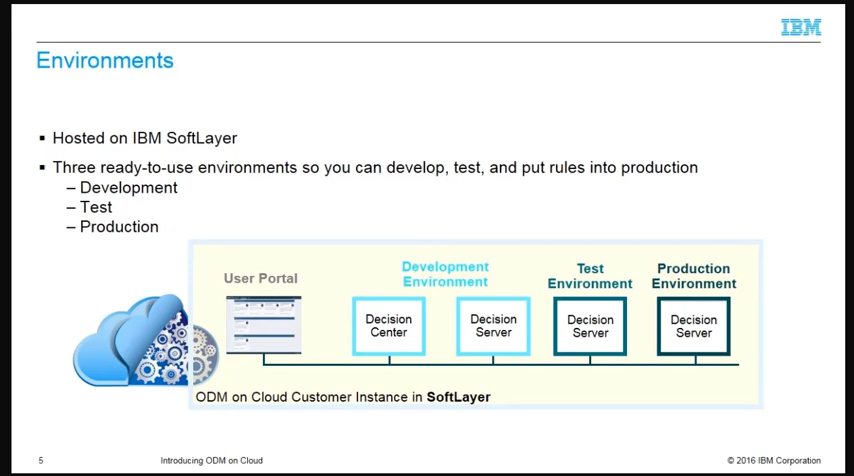 IBM
Environments
▪ Hosted on IBM SoftLayer
▪ Three ready-to-use environments so you can develop, test, and put rules into production
– Development
– Test
– Production
User Portal
Development
Environment
Test
Environment
Production
Environment
Decision
Center
Decision
Server
Decision
Server
Decision
Server
ODM on Cloud Customer Instance in SoftLayer
5
Introducing ODM on Cloud
© 2016 IBM Corporation